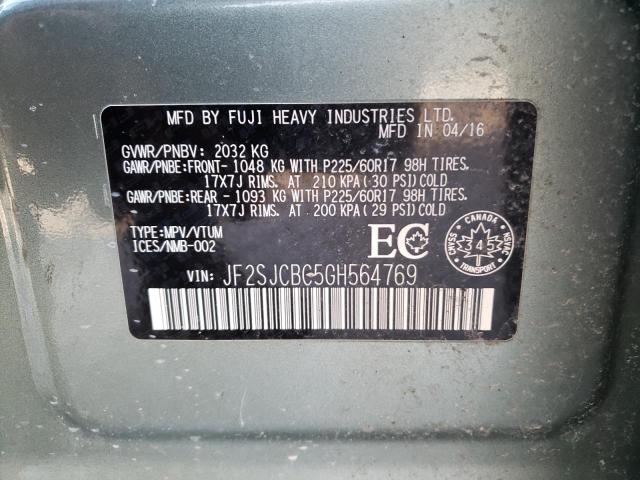 MFD BY FUJI HEAVY INDUSTRIES LTD.
MFD IN 04/16
GVWR/PNBV: 2032 KG
GAWR/PNBE:FRONT- 1048 KG WITH P225/60R17 98H TIRES.
17X7J RIMS. AT 210 KPA (30 PSI) COLD
GAWR/PNBE:REAR - 1093 KG WITH P225/60R17 98H TIRES.
17X7J RIMS. AT 200 KPA (29 PSI) COLD
TYPE:MPV/VTUM
ICES/NMB-002
EC
CANADA
CMVSS
NSVAC
345
TRANSPORT
VIN: JF2SJCBC5GH564769